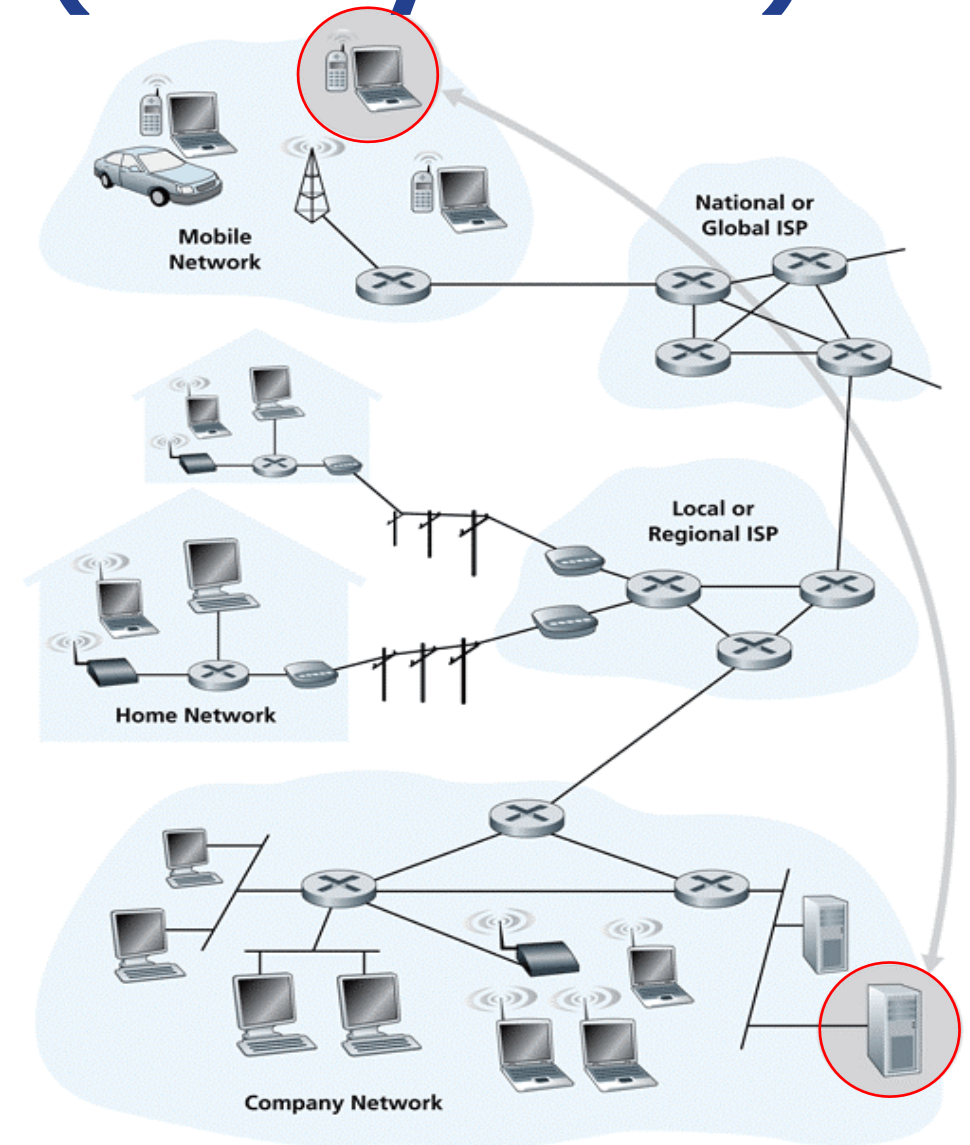 National or
Global ISP
Mobile
Network
Local or
Regional ISP
Home Network
Company Network